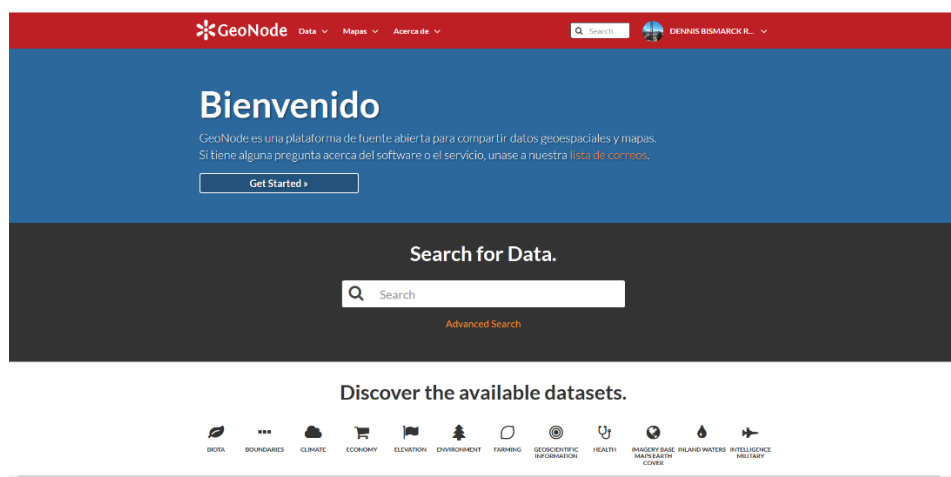 GeoNode Data Mapas Acerca de Search DENNIS BISMARCK R...
Bienvenido
GeoNode es una plataforma de fuente abierta para compartir datos geoespaciales y mapas.
Si tiene alguna pregunta acerca del software o el servicio, unase a nuestra lista de correos.
Get Started »
Search for Data.
Search
Advanced Search
Discover the available datasets.
BIOTA
BOUNDARIES
CLIMATE
ECONOMY
ELEVATION
ENVIRONMENT
FARMING
GEOSCIENTIFIC
INFORMATION
HEALTH
IMAGERY BASE
MAPS EARTH
COVER
INLAND WATERS
INTELLIGENCE
MILITARY